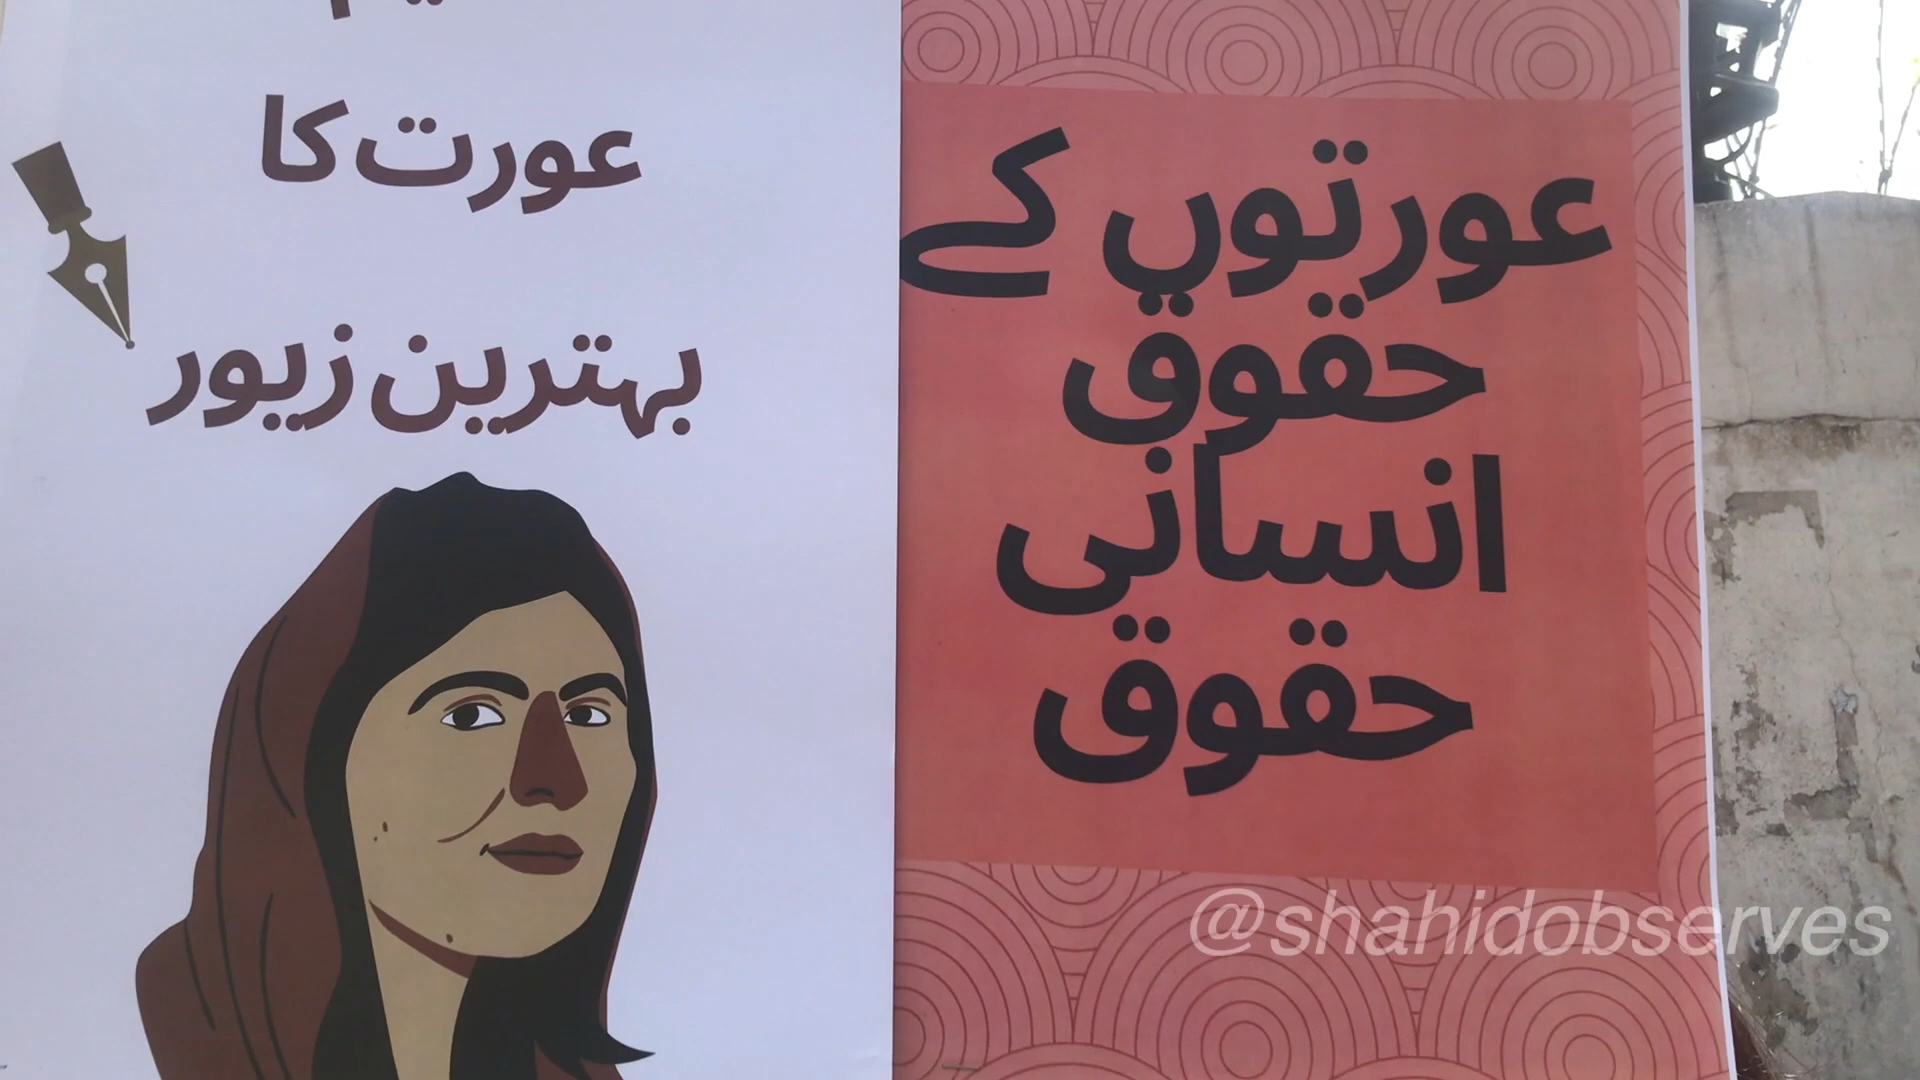 عورت کا
بہترین زیور
عورتوں کے
حقوق
انسانی
حقوق
@shahidobserves